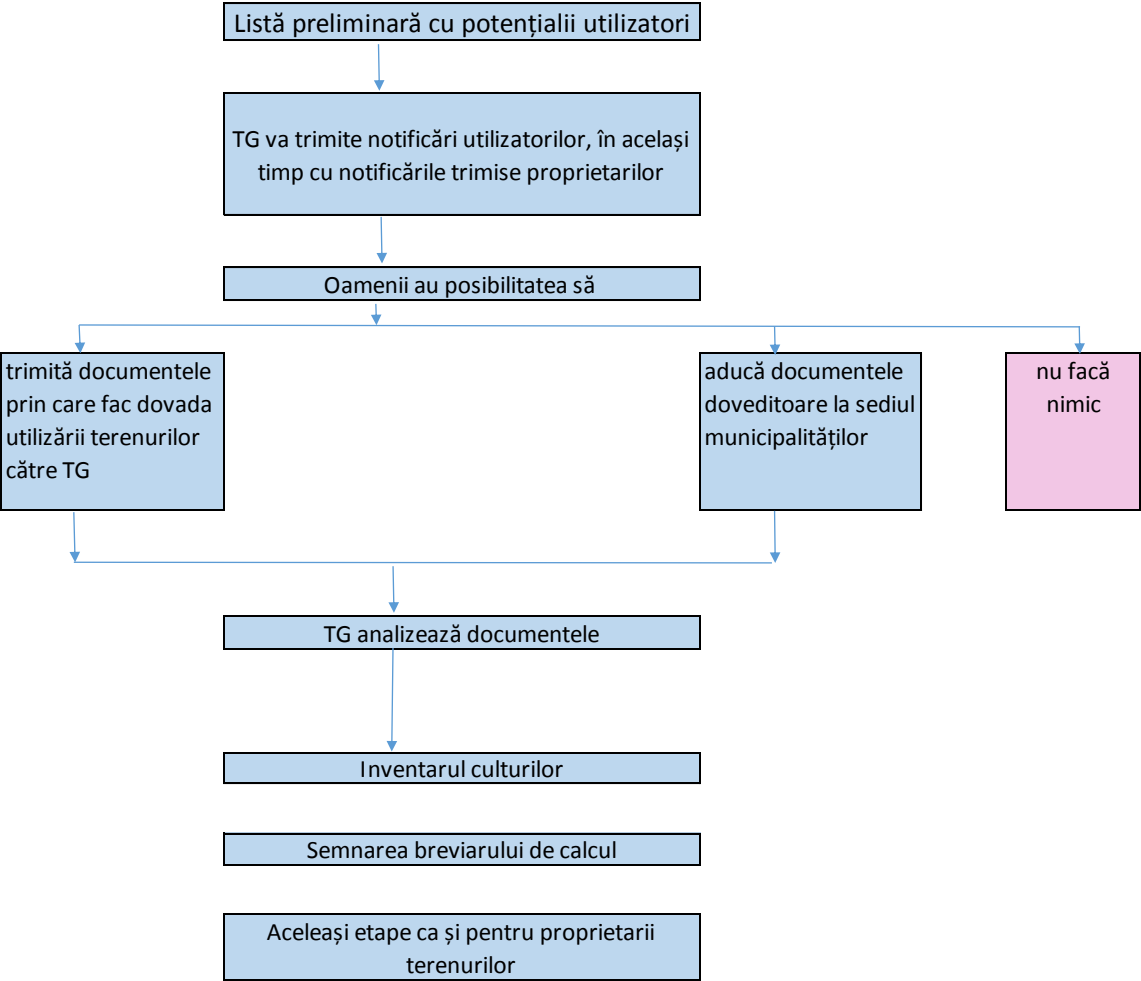 Listă preliminară cu potențialii utilizatori
TG va trimite notificări utilizatorilor, în același
timp cu notificările trimise proprietarilor
Oamenii au posibilitatea să
trimită documentele
prin care fac dovada
utilizării terenurilor
către TG
aducă documentele
doveditoare la sediul
municipalităților
nu facă
nimic
TG analizează documentele
Inventarul culturilor
Semnarea breviarului de calcul
Aceleași etape ca și pentru proprietarii
terenurilor